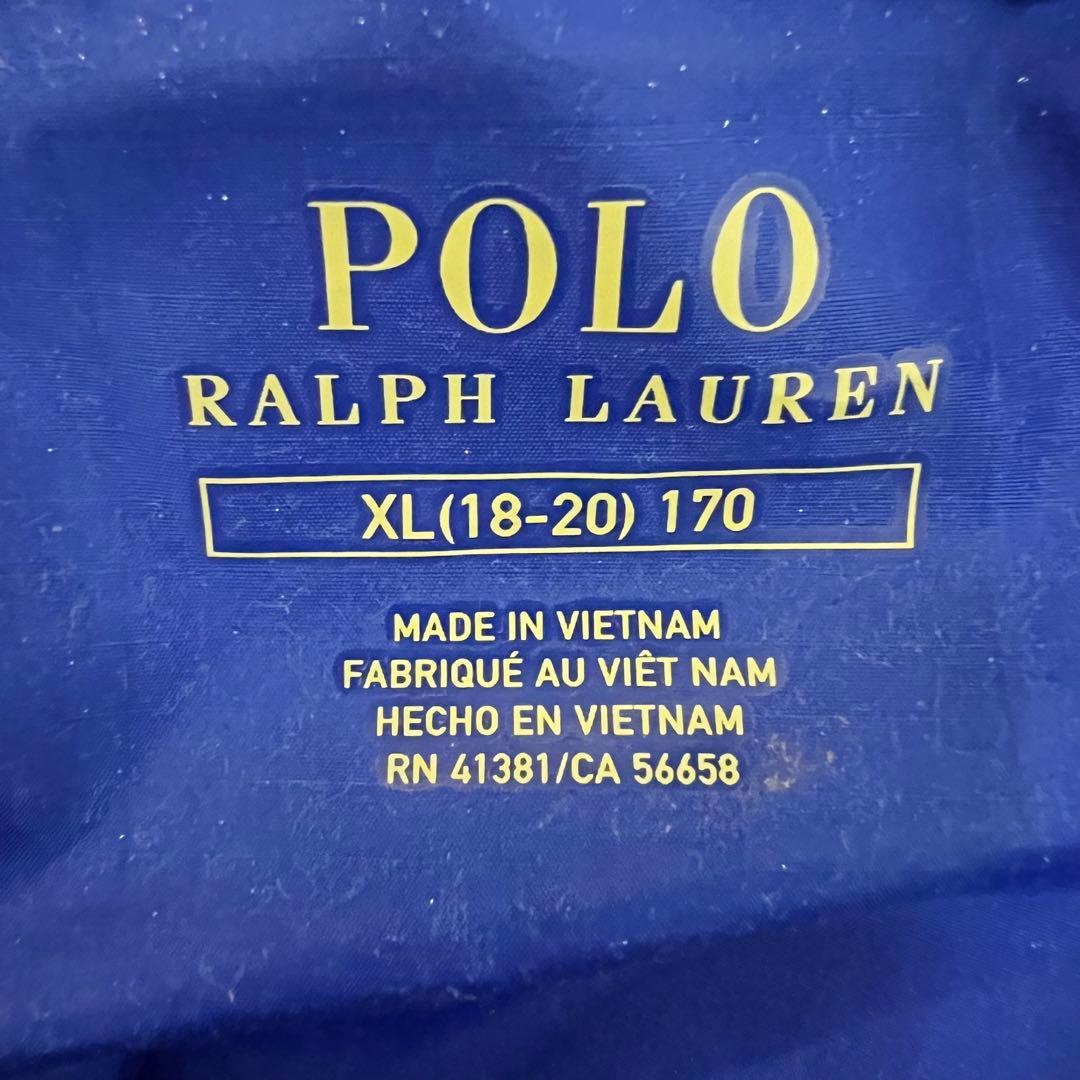 POLO
RALPH LAUREN
XL(18-20) 170
MADE IN VIETNAM
FABRIQUÉ AU VIÊT NAM
HECHO EN VIETNAM
RN 41381/CA 56658